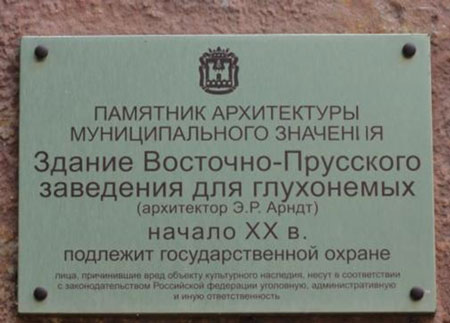 ПАМЯТНИК АРХИТЕКТУРЫ
МУНИЦИПАЛЬНОГО ЗНАЧЕНИЯ
Здание Восточно-Прусского
заведения для глухонемых
(архитектор Э.Р. Арндт)
начало XX в.
подлежит государственной охране
лица, причинившие вред объекту культурного наследия, несут в соответствии
с законодательством Российской федерации уголовную, административную
и иную ответственность